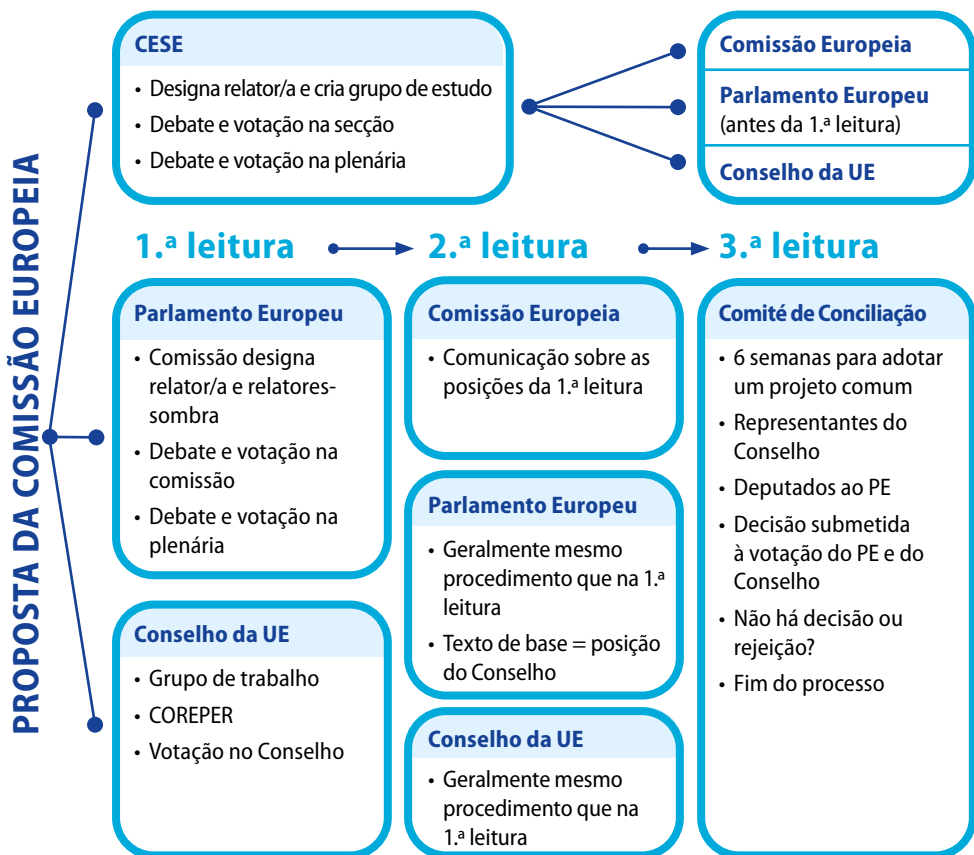 PROPOSTA DA COMISSÃO EUROPEIA
CESE
• Designa relator/a e cria grupo de estudo
• Debate e votação na secção
• Debate e votação na plenária
Comissão Europeia
Parlamento Europeu
(antes da 1.ª leitura)
Conselho da UE
1.ª leitura
2.ª leitura
3.ª leitura
Parlamento Europeu
• Comissão designa
relator/a e relatores-
sombra
• Debate e votação na
comissão
• Debate e votação na
plenária
Conselho da UE
• Grupo de trabalho
• COREPER
• Votação no Conselho
Comissão Europeia
• Comunicação sobre as
posições da 1.ª leitura
Parlamento Europeu
• Geralmente mesmo
procedimento que na 1.ª
leitura
• Texto de base = posição
do Conselho
Conselho da UE
• Geralmente mesmo
procedimento que na
1.ª leitura
Comité de Conciliação
• 6 semanas para adotar
um projeto comum
• Representantes do
Conselho
• Deputados ao PE
• Decisão submetida
à votação do PE e do
Conselho
• Não há decisão ou
rejeição?
• Fim do processo